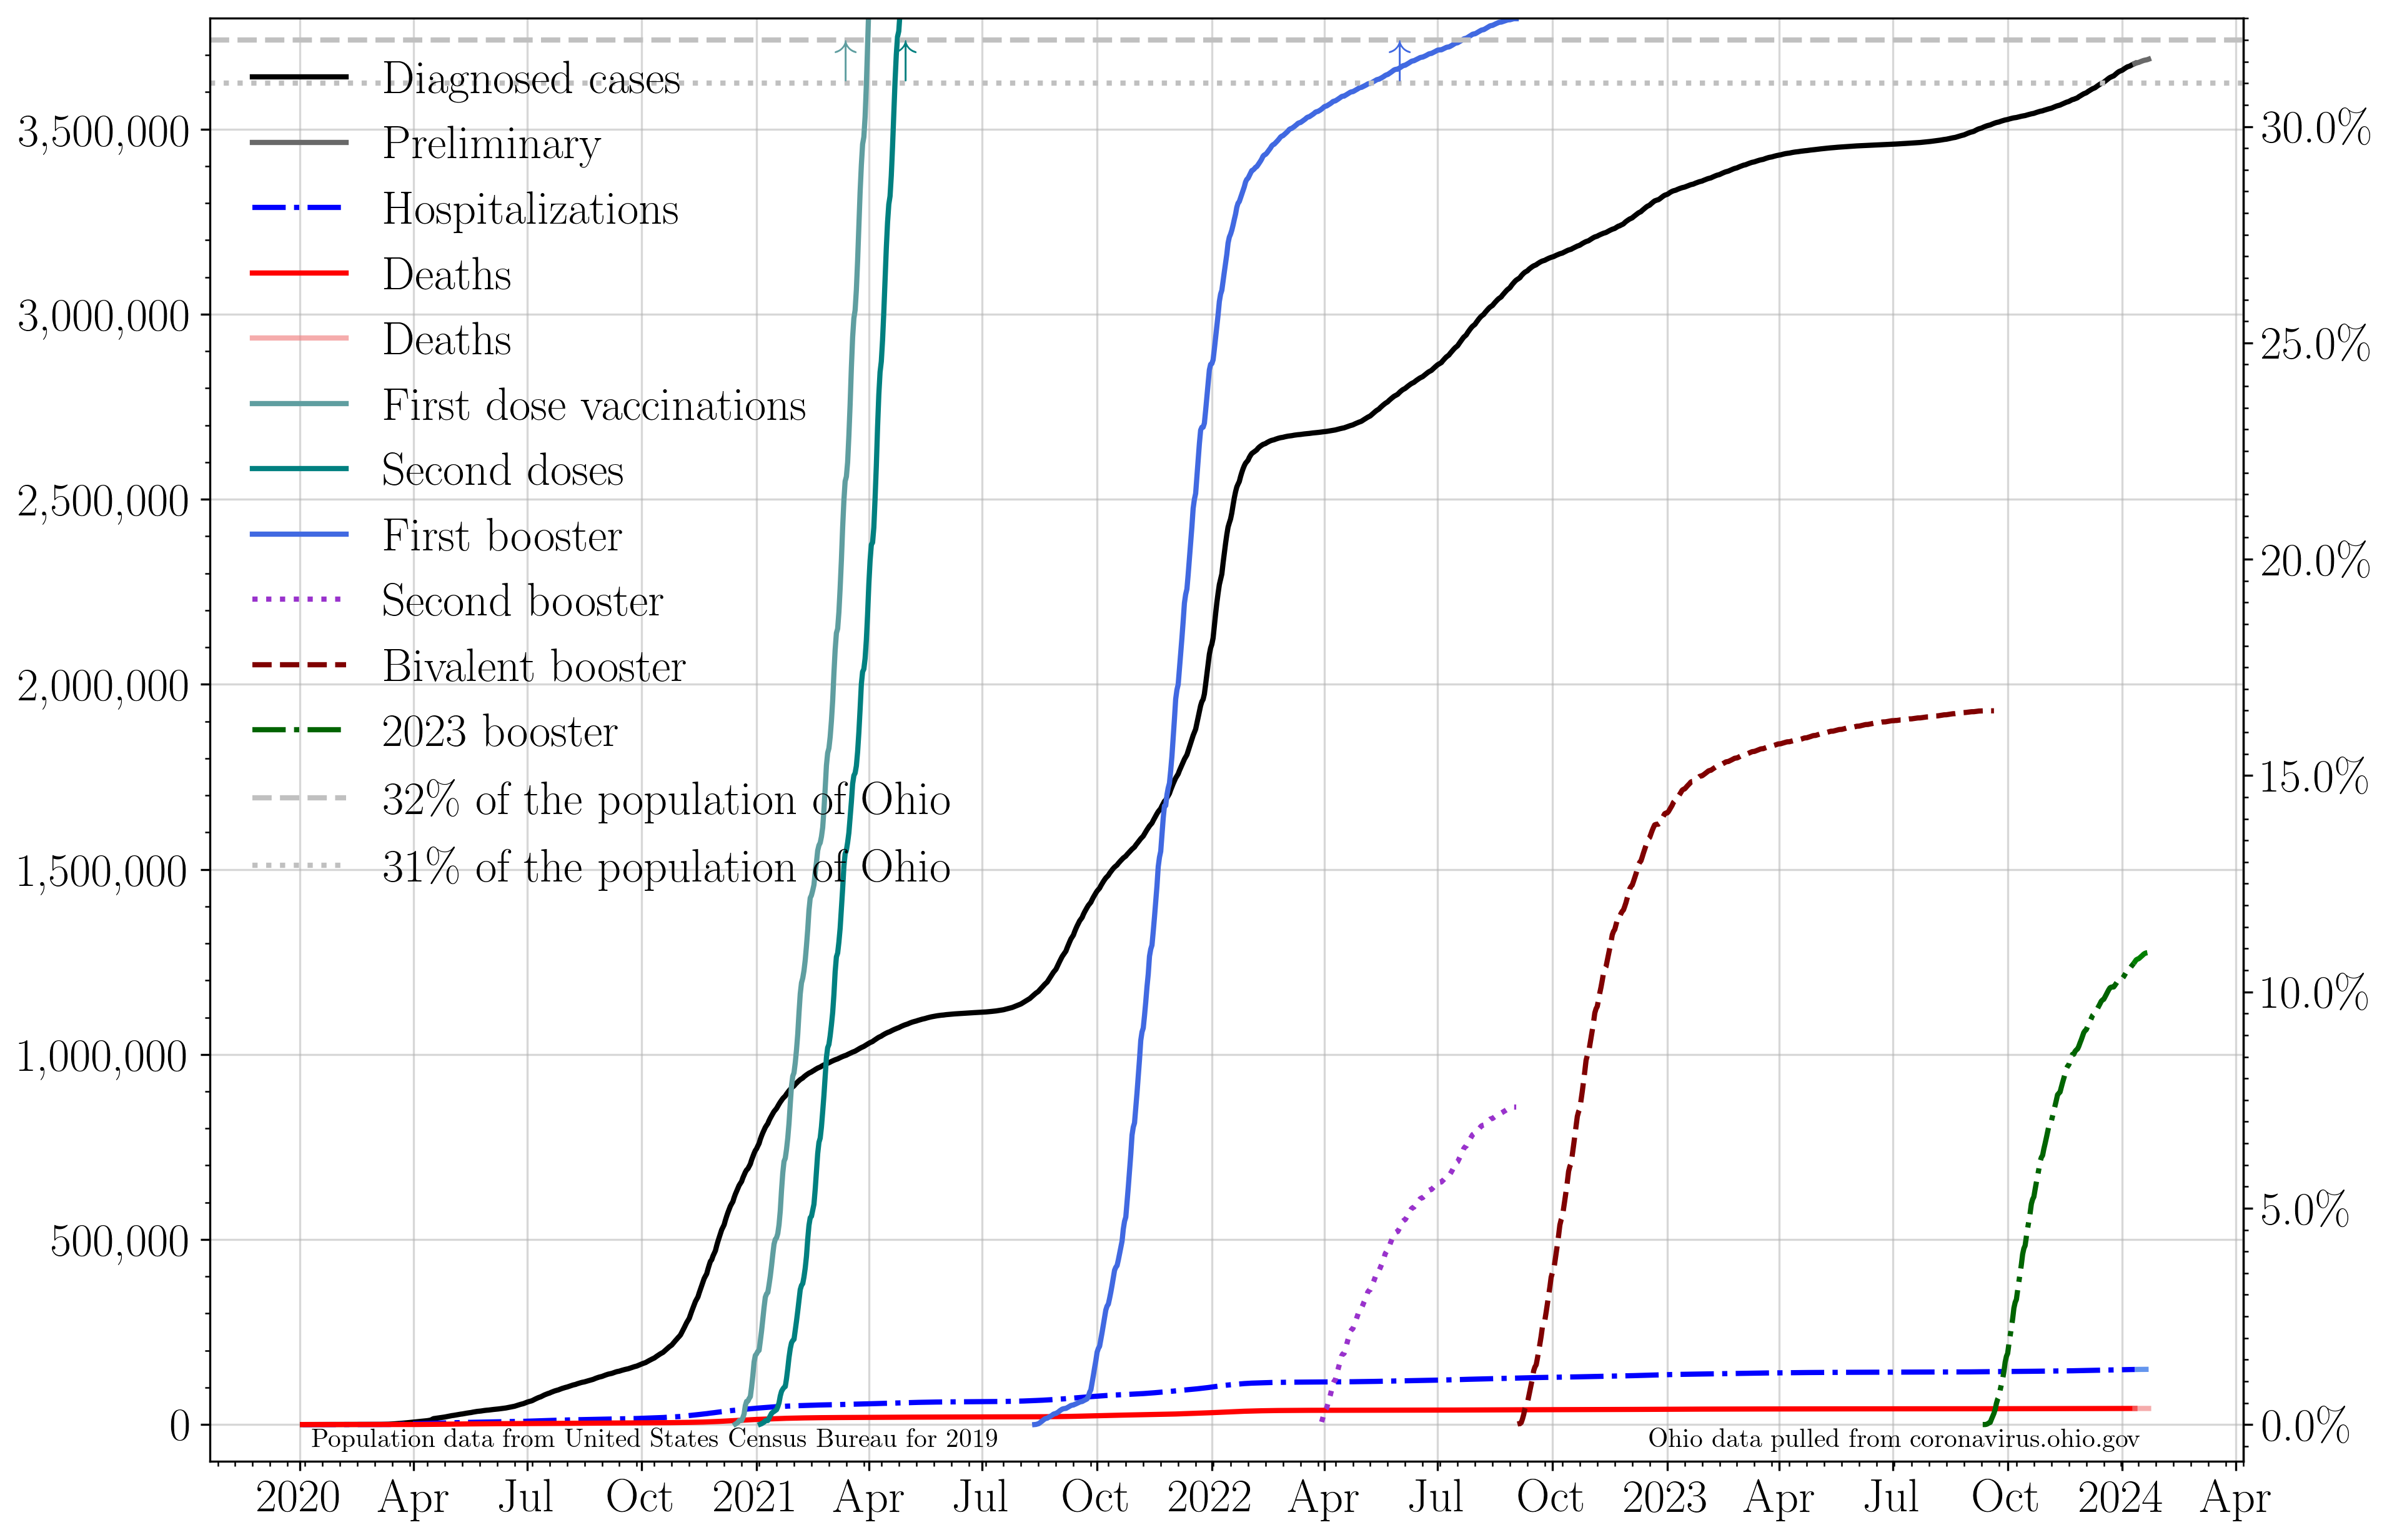 Diagnosed cases
Preliminary
Hospitalizations
Deaths
Deaths
First dose vaccinations
Second doses
First booster
Second booster
Bivalent booster
2023 booster
32% of the population of Ohio
31% of the population of Ohio
3,500,000
3,000,000
2,500,000
2,000,000
1,500,000
1,000,000
500,000
0
30.0%
25.0%
20.0%
15.0%
10.0%
5.0%
0.0%
Population data from United States Census Bureau for 2019
Ohio data pulled from coronavirus.ohio.gov
2020 Apr Jul Oct 2021 Apr Jul Oct 2022 Apr Jul Oct 2023 Apr Jul Oct 2024 Apr